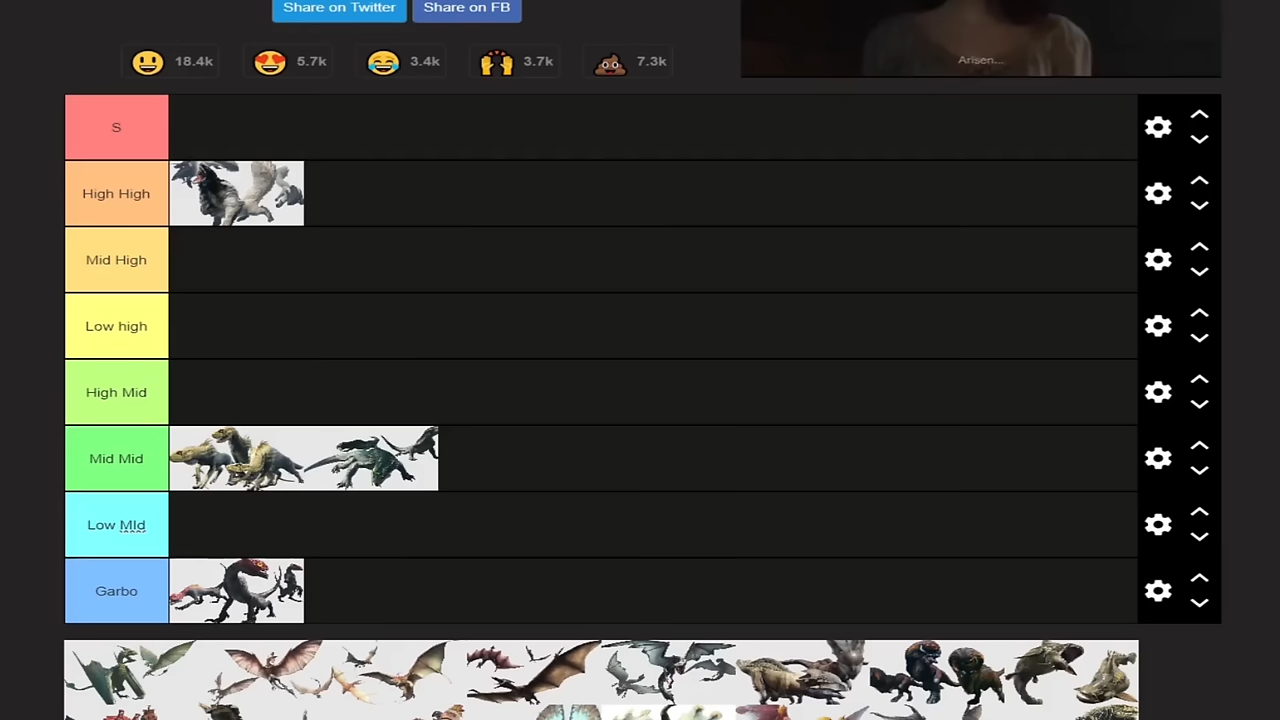 Share on Twitter Share on FB
18.4k 5.7k 3.4k 3.7k 7.3k
Arisen...
S
High High
Mid High
Low high
High Mid
Mid Mid
Low MId
Garbo